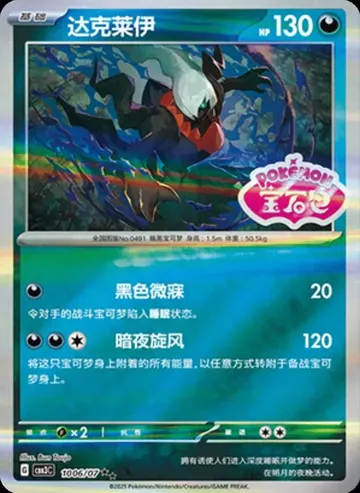 基础
达克莱伊
HP 130
POKÉMON
宝石包
全国图鉴No.0491 暗黑宝可梦 身高：1.5m 体重：50.5kg
黑色微寐 20
令对手的战斗宝可梦陷入睡眠状态。
暗夜旋风 120
将这只宝可梦身上附着的所有能量，以任意方式转附于备战宝可梦身上。
弱点 ×2 抗性 撤退
Illus. Bun Toujo
G CBB3C 1006/07
拥有诱使人们进入深度睡眠并做梦的能力。
在朔月的夜晚活动。
©2025 Pokémon/Nintendo/Creatures/GAME FREAK.